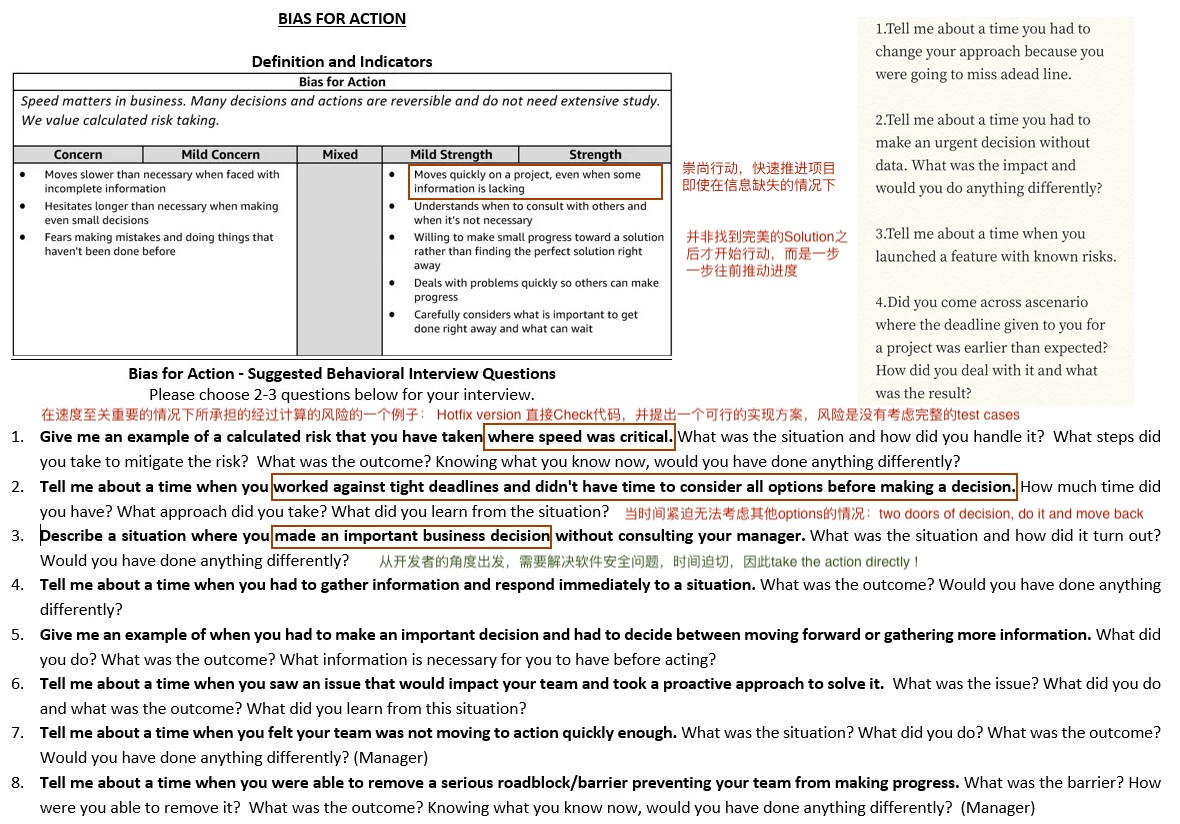 BIAS FOR ACTION
Definition and Indicators
Bias for Action
Speed matters in business. Many decisions and actions are reversible and do not need extensive study.
We value calculated risk taking.
Concern
Mild Concern
Mixed
Mild Strength
Strength
• Moves slower than necessary when faced with
incomplete information
• Hesitates longer than necessary when making
even small decisions
• Fears making mistakes and doing things that
haven't been done before
• Moves quickly on a project, even when some
information is lacking
• Understands when to consult with others and
when it's not necessary
• Willing to make small progress toward a solution
rather than finding the perfect solution right
away
• Deals with problems quickly so others can make
progress
• Carefully considers what is important to get
done right away and what can wait
崇尚行动，快速推进项目
即使在信息缺失的情况下
并非找到完美的Solution之
后才开始行动，而是一步
一步往前推动进度
1.Tell me about a time you had to
change your approach because you
were going to miss adead line.
2.Tell me about a time you had to
make an urgent decision without
data. What was the impact and
would you do anything differently?
3.Tell me about a time when you
launched a feature with known risks.
4.Did you come across ascenario
where the deadline given to you for
a project was earlier than expected?
How did you deal with it and what
was the result?
Bias for Action - Suggested Behavioral Interview Questions
Please choose 2-3 questions below for your interview.
在速度至关重要的情况下所承担的经过计算的风险的一个例子： Hotfix version 直接Check代码，并提出一个可行的实现方案，风险是没有考虑完整的test cases
1. Give me an example of a calculated risk that you have taken where speed was critical. What was the situation and how did you handle it? What steps did
you take to mitigate the risk? What was the outcome? Knowing what you know now, would you have done anything differently?
2. Tell me about a time when you worked against tight deadlines and didn't have time to consider all options before making a decision. How much time did
you have? What approach did you take? What did you learn from the situation? 当时间紧迫无法考虑其他options的情况：two doors of decision, do it and move back
3. Describe a situation where you made an important business decision without consulting your manager. What was the situation and how did it turn out?
Would you have done anything differently? 从开发者的角度出发，需要解决软件安全问题，时间迫切，因此take the action directly！
4. Tell me about a time when you had to gather information and respond immediately to a situation. What was the outcome? Would you have done anything
differently?
5. Give me an example of when you had to make an important decision and had to decide between moving forward or gathering more information. What did
you do? What was the outcome? What information is necessary for you to have before acting?
6. Tell me about a time when you saw an issue that would impact your team and took a proactive approach to solve it. What was the issue? What did you do
and what was the outcome? What did you learn from this situation?
7. Tell me about a time when you felt your team was not moving to action quickly enough. What was the situation? What did you do? What was the outcome?
Would you have done anything differently? (Manager)
8. Tell me about a time when you were able to remove a serious roadblock/barrier preventing your team from making progress. What was the barrier? How
were you able to remove it? What was the outcome? Knowing what you know now, would you have done anything differently? (Manager)